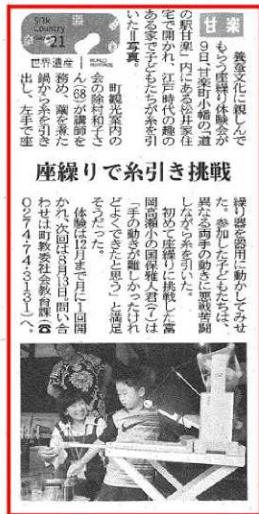 甘楽
Silk
Country
21
世界遺産
WORLD
HERITAGE
座繰りで糸引き挑戦
養蚕文化に親しんで
もらう座繰り体験会が
9日、甘楽町小幡の「道
の駅甘楽」内にある松井家住
宅で開かれ、江戸時代の趣の
ある家で子どもたちが糸を引
いた=写真。
町観光案内の
会の除村和子さ
ん(68)が講師を
務め、繭を煮た
鍋から糸を引き
出し、左手で座
繰り器を器用に動かしてみせ
た。参加した子どもたちは、
異なる両手の動きに悪戦苦闘
しながら糸を引いた。
初めて座繰りに挑戦した富
岡高瀬小の国保雅人君(7)は
「手の動きが難しかったけれ
どよくできたと思う」と満足
そうだった。
体験は12月まで月に1回開
かれ、次回は8月13日。問い合
わせは町教委社会教育課(☎
0274・74・3131)へ。